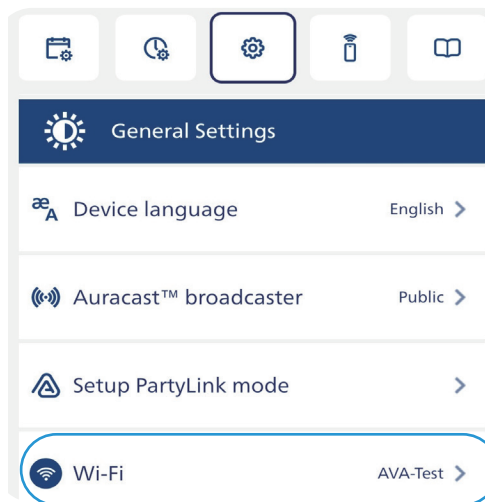 General Settings
Device language English
Auracast™ broadcaster Public
Setup PartyLink mode
Wi-Fi AVA-Test